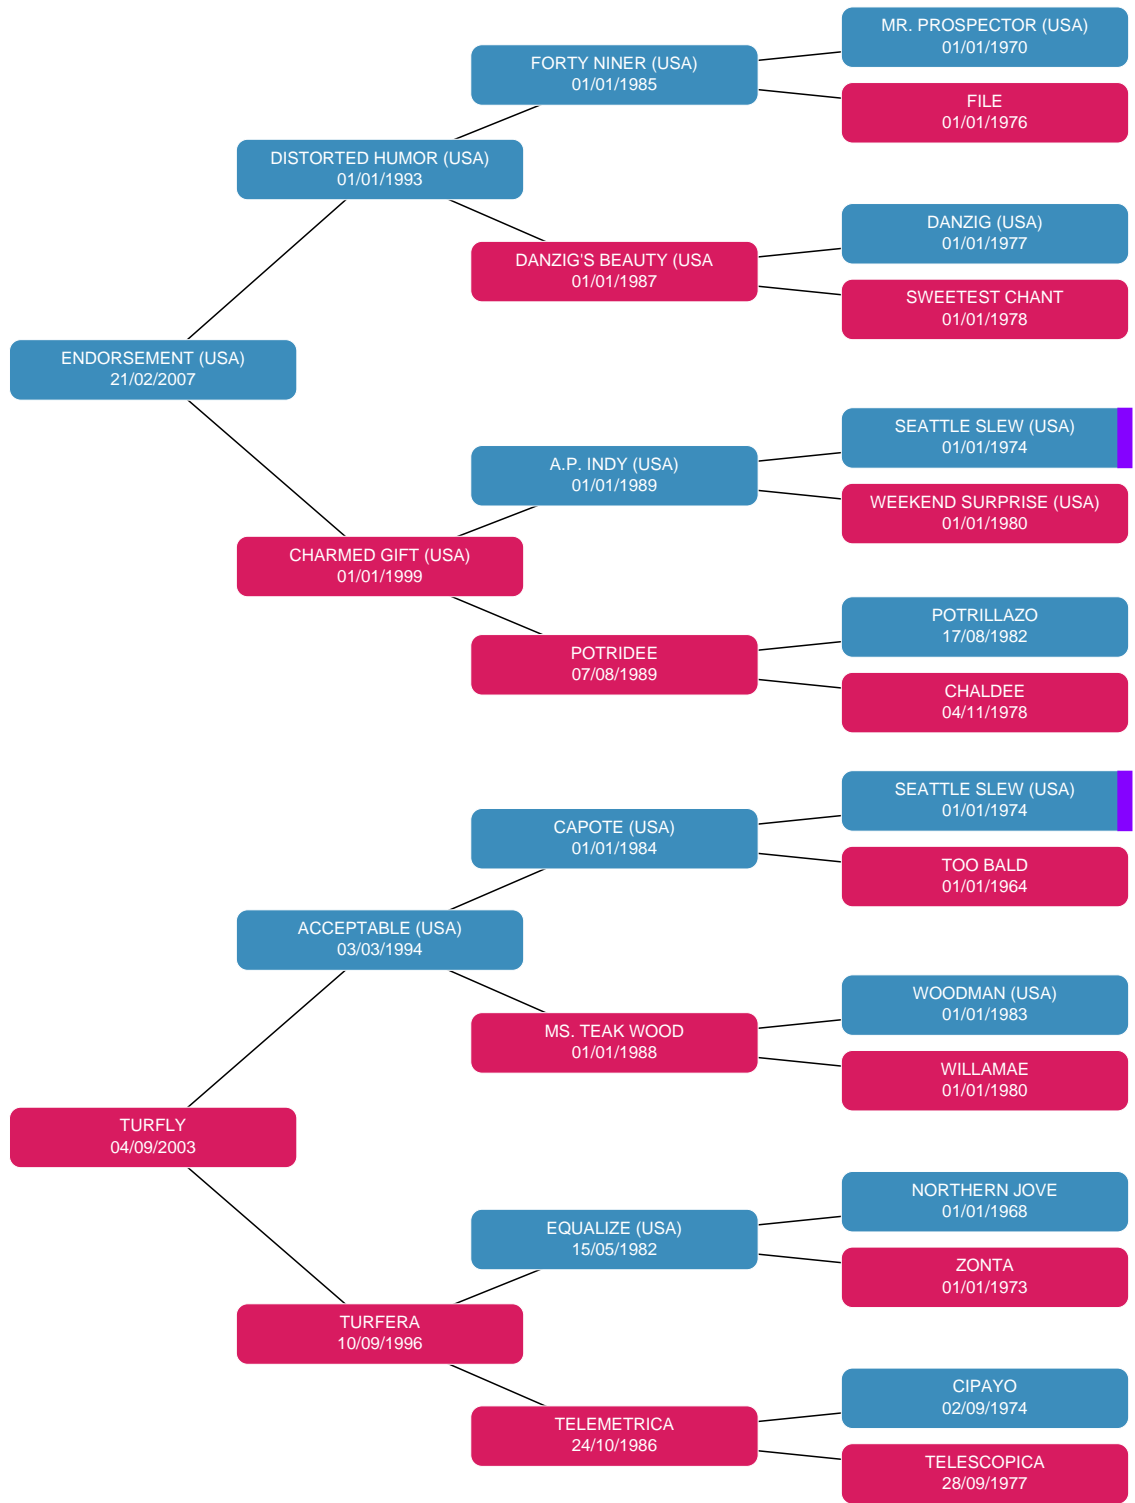 MR. PROSPECTOR (USA)
01/01/1970
FORTY NINER (USA)
01/01/1985
FILE
01/01/1976
DISTORTED HUMOR (USA)
01/01/1993
DANZIG (USA)
01/01/1977
DANZIG'S BEAUTY (USA
01/01/1987
SWEETEST CHANT
01/01/1978
ENDORSEMENT (USA)
21/02/2007
SEATTLE SLEW (USA)
01/01/1974
A.P. INDY (USA)
01/01/1989
WEEKEND SURPRISE (USA)
01/01/1980
CHARMED GIFT (USA)
01/01/1999
POTRILLAZO
17/08/1982
POTRIDEE
07/08/1989
CHALDEE
04/11/1978
SEATTLE SLEW (USA)
01/01/1974
CAPOTE (USA)
01/01/1984
TOO BALD
01/01/1964
ACCEPTABLE (USA)
03/03/1994
WOODMAN (USA)
01/01/1983
MS. TEAK WOOD
01/01/1988
WILLAMAE
01/01/1980
TURFLY
04/09/2003
NORTHERN JOVE
01/01/1968
EQUALIZE (USA)
15/05/1982
ZONTA
01/01/1973
TURFERA
10/09/1996
CIPAYO
02/09/1974
TELEMETRICA
24/10/1986
TELESCOPICA
28/09/1977